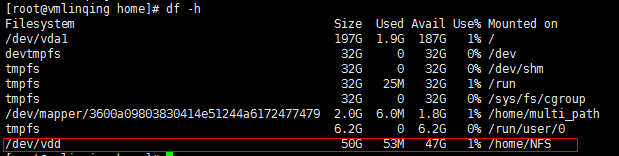 [root@vmlinqing home]# df -h
Filesystem Size Used Avail Use% Mounted on
/dev/vda1 197G 1.9G 187G 1% /
devtmpfs 32G 0 32G 0% /dev
tmpfs 32G 0 32G 0% /dev/shm
tmpfs 32G 25M 32G 1% /run
tmpfs 32G 0 32G 0% /sys/fs/cgroup
/dev/mapper/3600a09803830414e51244a6172477479 2.0G 6.0M 1.8G 1% /home/multi_path
tmpfs 6.2G 0 6.2G 0% /run/user/0
/dev/vdd 50G 53M 47G 1% /home/NFS